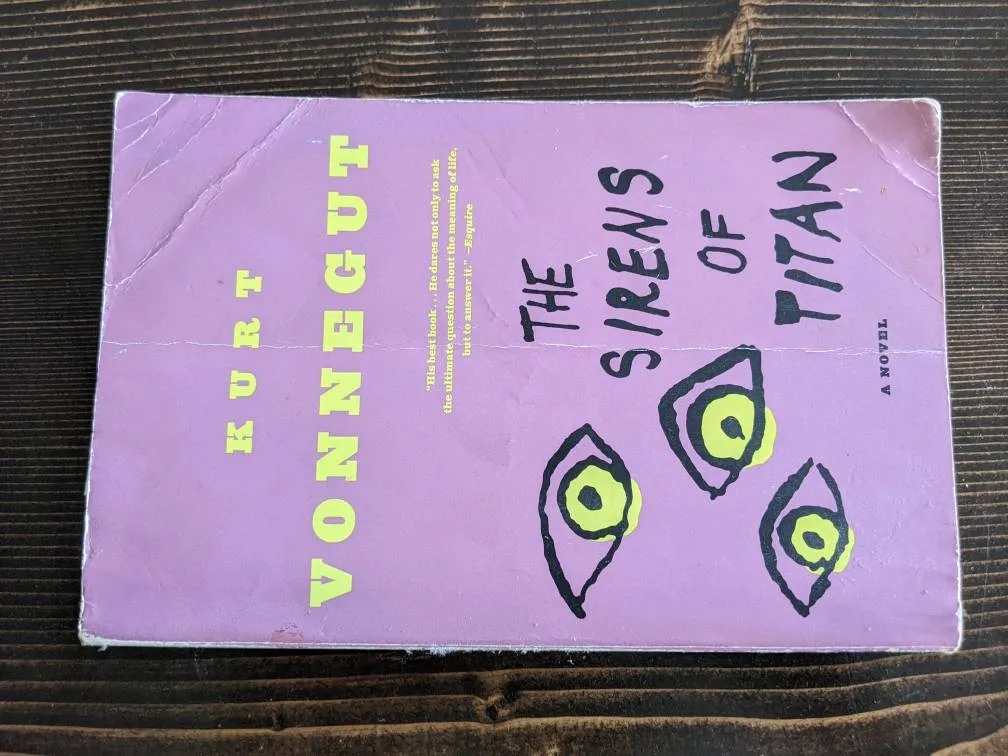 KURT
VONNEGUT
"His best book... He dares not only to ask
the ultimate question about the meaning of life,
but to answer it." —Esquire
THE
SIRENS
OF
TITAN
A NOVEL